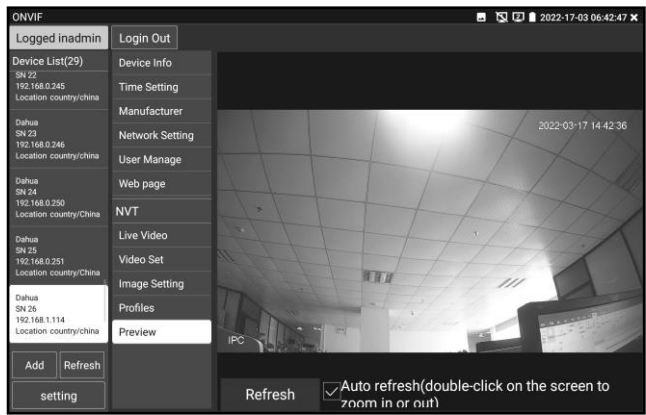 ONVIF
2022-17-03 06:42:47
Logged inadmin
Login Out
Device List(29)
SN 22
192.168.0.245
Location country/china
Dahua
SN 23
192.168.0.246
Location country/china
Dahua
SN 24
192.168.0.250
Location country/China
Dahua
SN 25
192.168.0.251
Location country/China
Dahua
SN 26
192.168.1.114
Location country/china
Add
Refresh
setting
Device Info
Time Setting
Manufacturer
Network Setting
User Manage
Web page
NVT
Live Video
Video Set
Image Setting
Profiles
Preview
2022-03-17 14:42:36
IPC
Refresh
Auto refresh(double-click on the screen to
zoom in or out)